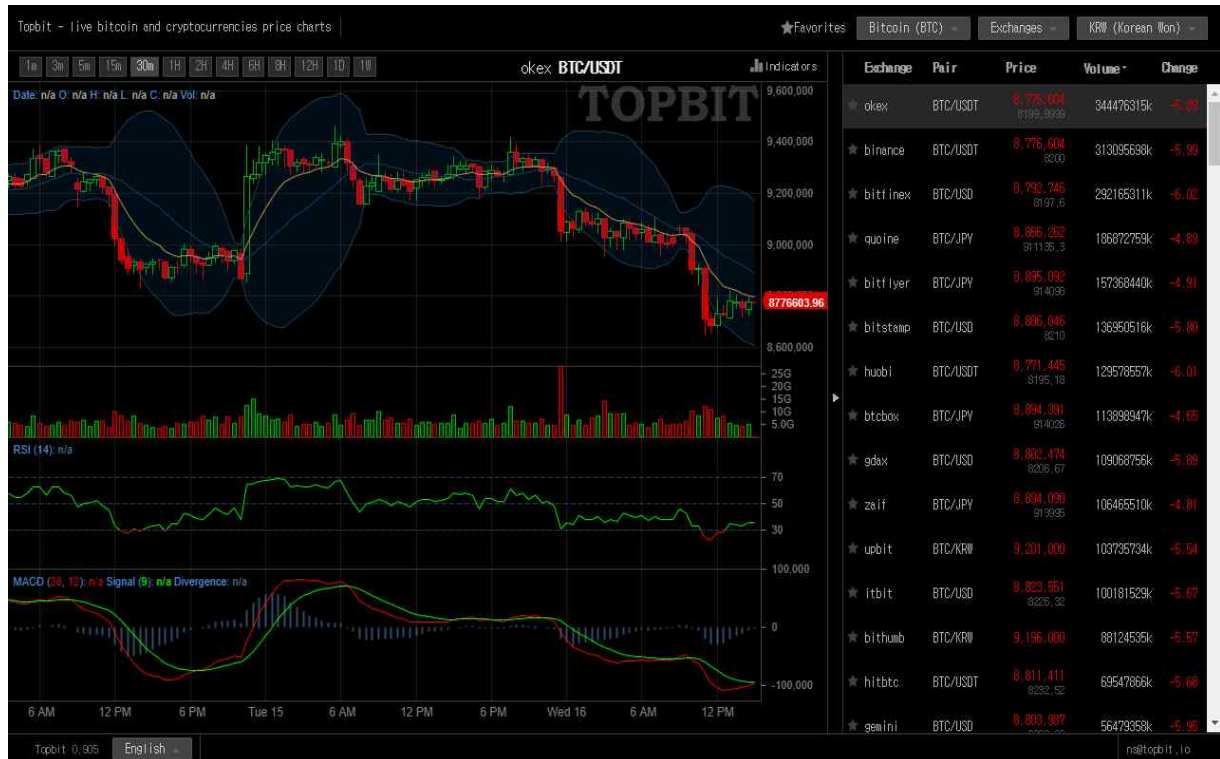 Topbit - live bitcoin and cryptocurrencies price charts
★Favorites Bitcoin (BTC) Exchanges KRW (Korean Won)
1m 3m 5m 15m 30m 1H 2H 4H 6H 8H 12H 1D 1W
okex BTC/USDT
Indicators
Date: n/a O: n/a H: n/a L: n/a C: n/a Vol: n/a
TOPBIT
9,600,000
9,400,000
9,200,000
9,000,000
8776603.96
8,600,000
25G
20G
15G
10G
5.0G
RSI (14): n/a
70
50
30
MACD (26, 12): n/a Signal (9): n/a Divergence: n/a
100,000
0
-100,000
6 AM 12 PM 6 PM Tue 15 6 AM 12 PM 6 PM Wed 16 6 AM 12 PM
Exchange Pair Price Volume Change
okex BTC/USDT 8,775,604 344476315k
8199,9999
binance BTC/USDT 8,776,604 313095698k -5.99
8200
bitfinex BTC/USD 8,792,746 292165311k -6.02
8197,6
quoine BTC/JPY 8,866,262 186872759k -4.89
911135,3
bitflyer BTC/JPY 8,895,092 157368440k -4.91
914098
bitstamp BTC/USD 8,806,046 136950516k -5.80
8210
huobi BTC/USDT 8,771,445 129578557k -6.01
8195,18
btcbox BTC/JPY 8,894,391 113898947k -4.65
914026
gdax BTC/USD 8,802,474 109068756k -5.89
8206,67
zaif BTC/JPY 8,894,090 106465510k -4.81
913995
upbit BTC/KRW 9,201,000 103735734k -5.54
itbit BTC/USD 8,823,551 100181529k -5.67
8226,32
bithumb BTC/KRW 9,196,000 88124535k -5.57
hitbtc BTC/USDT 8,811,411 69547866k -5.68
8232,52
gemini BTC/USD 8,803,987 56479358k -5.95
Topbit 0,905 English
ns@topbit,io